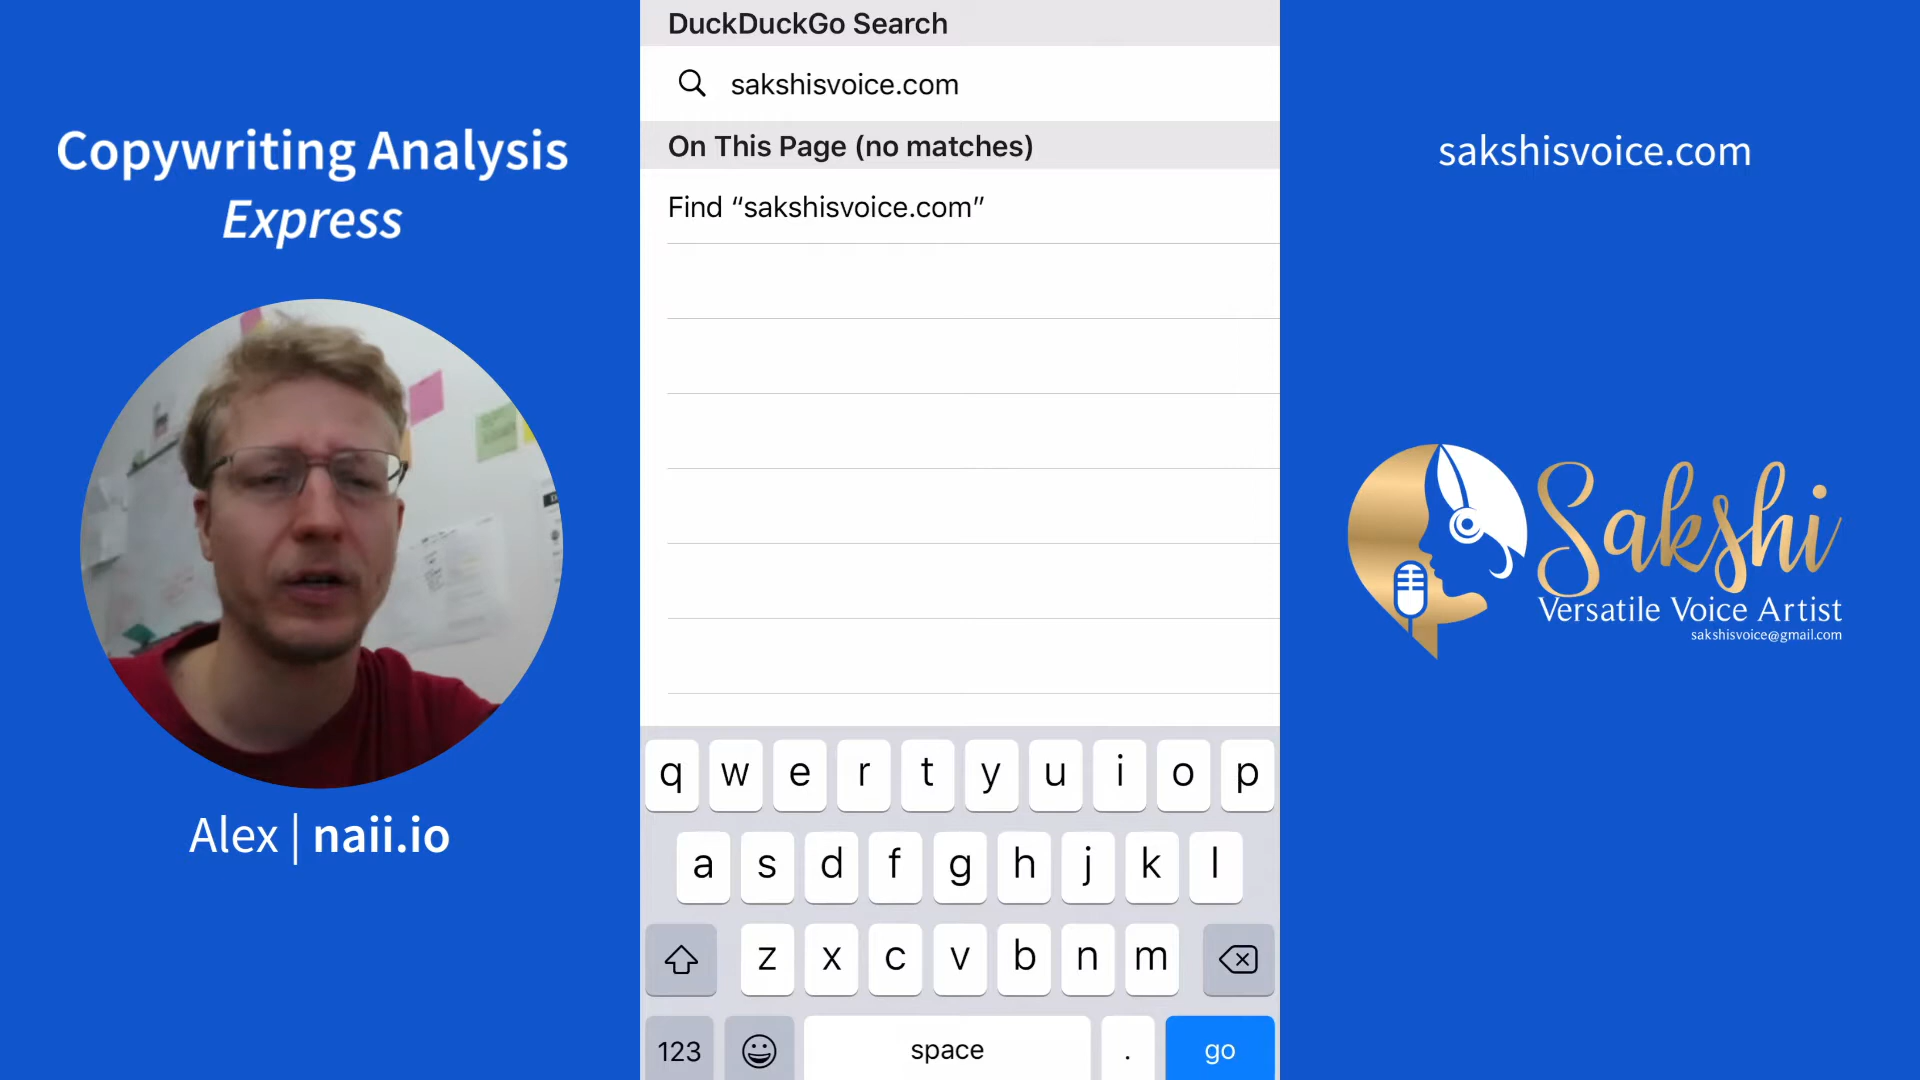 Copywriting Analysis
Express
Alex | naii.io
DuckDuckGo Search
sakshisvoice.com
On This Page (no matches)
Find “sakshisvoice.com”
q w e r t y u i o p
a s d f g h j k l
z x c v b n m
123 space . go
sakshisvoice.com
Sakshi
Versatile Voice Artist
sakshisvoice@gmail.com